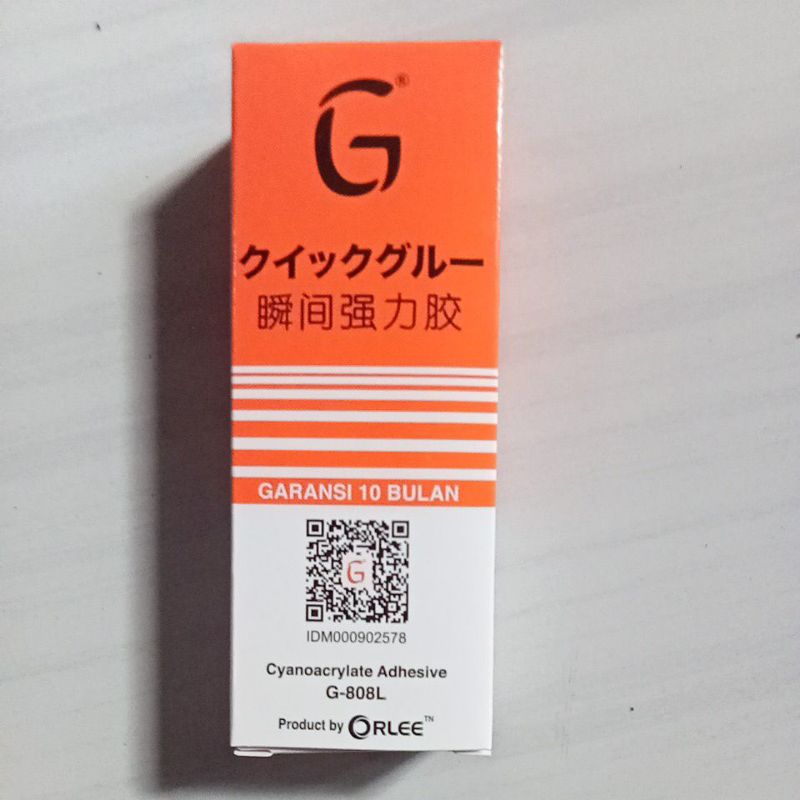 G®
クイックグルー
瞬间强力胶
GARANSI 10 BULAN
G
IDM000902578
Cyanoacrylate Adhesive
G-808L
Product by ORLEE™